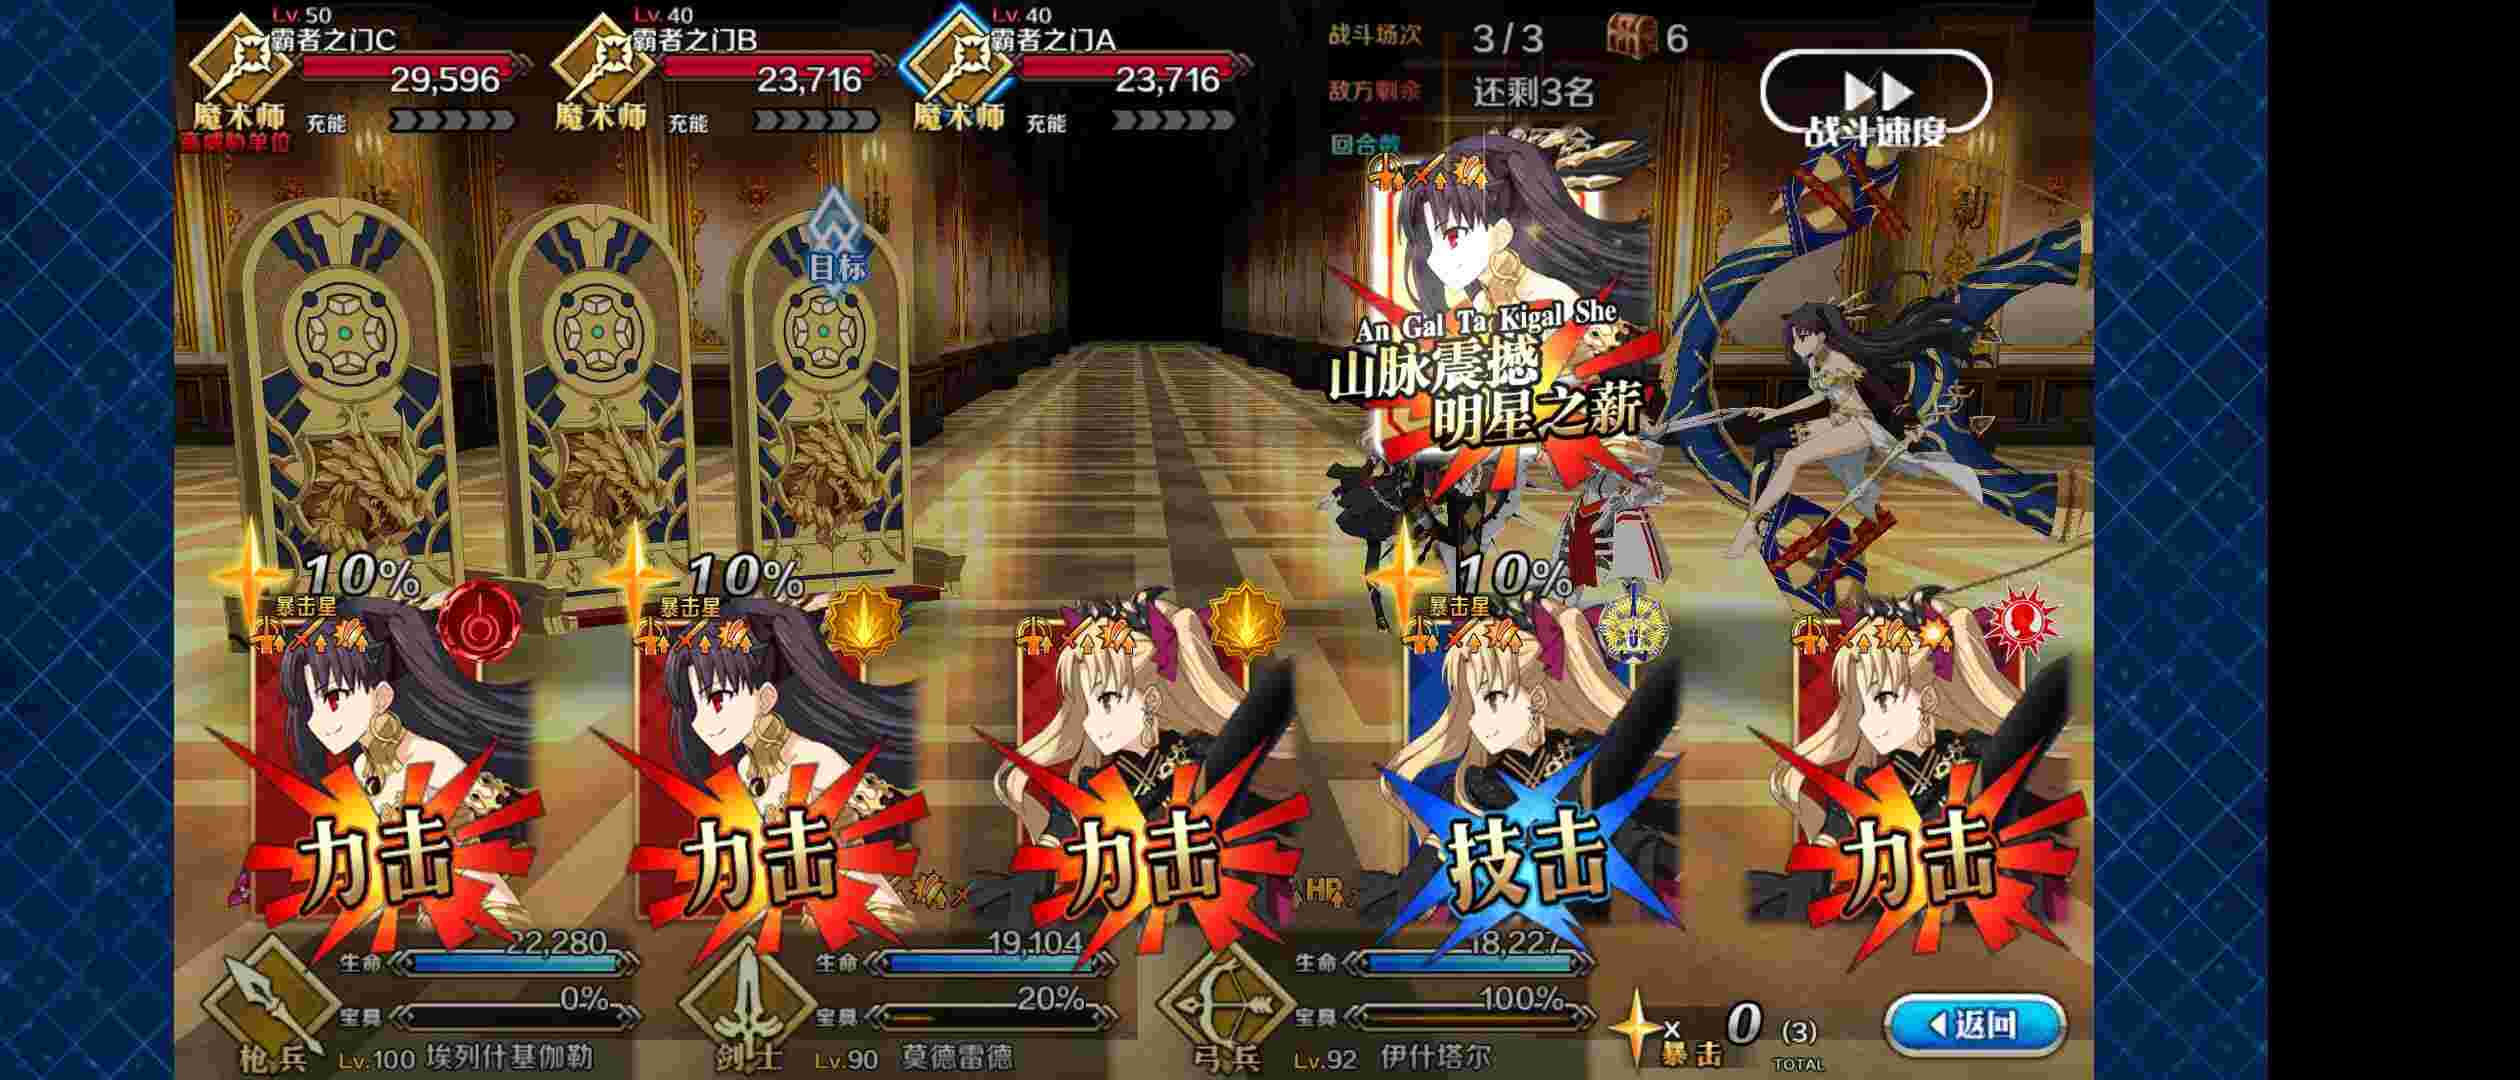 Lv. 50
霸者之门C
29,596
魔术师
充能
高威胁单位
Lv. 40
霸者之门B
23,716
魔术师
充能
Lv. 40
霸者之门A
23,716
魔术师
充能
战斗场次 3/3 6
敌方剩余 还剩3名
回合数
战斗速度
目标
An Gal Ta Kigal She
山脉震撼
明星之薪
10%
暴击星
10%
暴击星
10%
暴击星
力击
力击
力击
技击
力击
HP
生命 22,280
宝具 0%
枪兵 Lv.100 埃列什基伽勒
生命 19,104
宝具 20%
剑士 Lv.90 莫德雷德
生命 18,227
宝具 100%
弓兵 Lv.92 伊什塔尔
x 0 (3)
暴击 TOTAL
返回